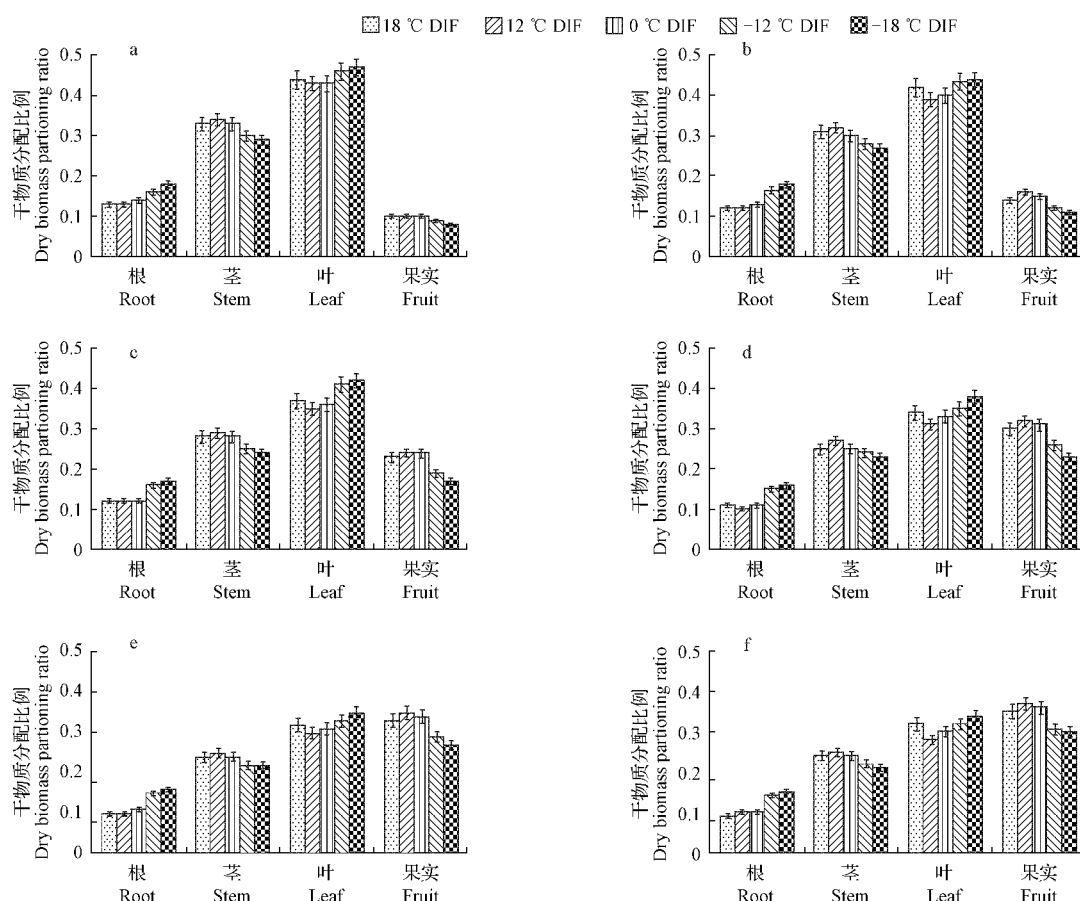 18 ℃ DIF 12 ℃ DIF 0 ℃ DIF −12 ℃ DIF −18 ℃ DIF
a
干物质分配比例
Dry biomass partioning ratio
0.5
0.4
0.3
0.2
0.1
0
根 茎 叶 果实
Root Stem Leaf Fruit
b
干物质分配比例
Dry biomass partioning ratio
0.5
0.4
0.3
0.2
0.1
0
根 茎 叶 果实
Root Stem Leaf Fruit
c
干物质分配比例
Dry biomass partioning ratio
0.5
0.4
0.3
0.2
0.1
0
根 茎 叶 果实
Root Stem Leaf Fruit
d
干物质分配比例
Dry biomass partioning ratio
0.5
0.4
0.3
0.2
0.1
0
根 茎 叶 果实
Root Stem Leaf Fruit
e
干物质分配比例
Dry biomass partioning ratio
0.5
0.4
0.3
0.2
0.1
0
根 茎 叶 果实
Root Stem Leaf Fruit
f
干物质分配比例
Dry biomass partioning ratio
0.5
0.4
0.3
0.2
0.1
0
根 茎 叶 果实
Root Stem Leaf Fruit